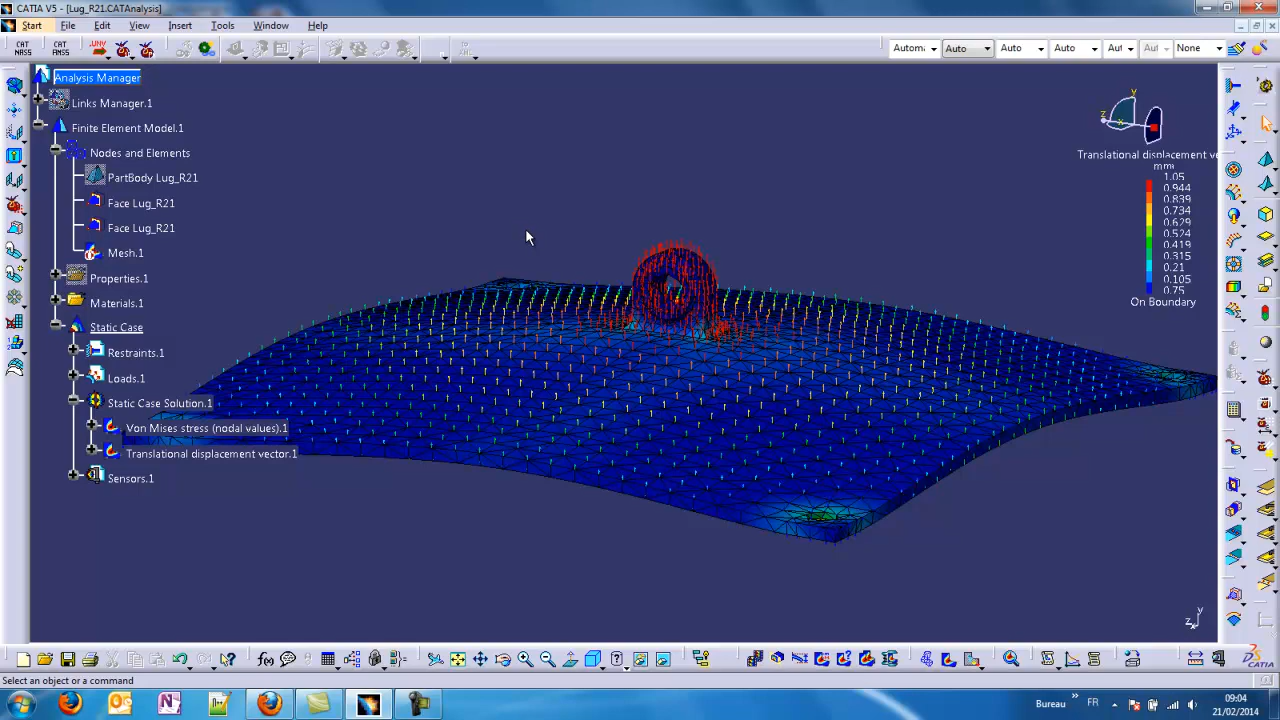 CATIA V5 - [Lug_R21.CATAnalysis]
Start File Edit View Insert Tools Window Help
CAT NASS CAT ANSS UNV
Automa Auto Auto Auto Aut Aut None
Analysis Manager
Links Manager.1
Finite Element Model.1
Nodes and Elements
PartBody Lug_R21
Face Lug_R21
Face Lug_R21
Mesh.1
Properties.1
Materials.1
Static Case
Restraints.1
Loads.1
Static Case Solution.1
Von Mises stress (nodal values).1
Translational displacement vector.1
Sensors.1
y
z
x
Translational displacement ve
mm
1.05
0.944
0.839
0.734
0.629
0.524
0.419
0.315
0.21
0.105
0.75
On Boundary
y
z
Select an object or a command
Bureau » FR
09:04
21/02/2014